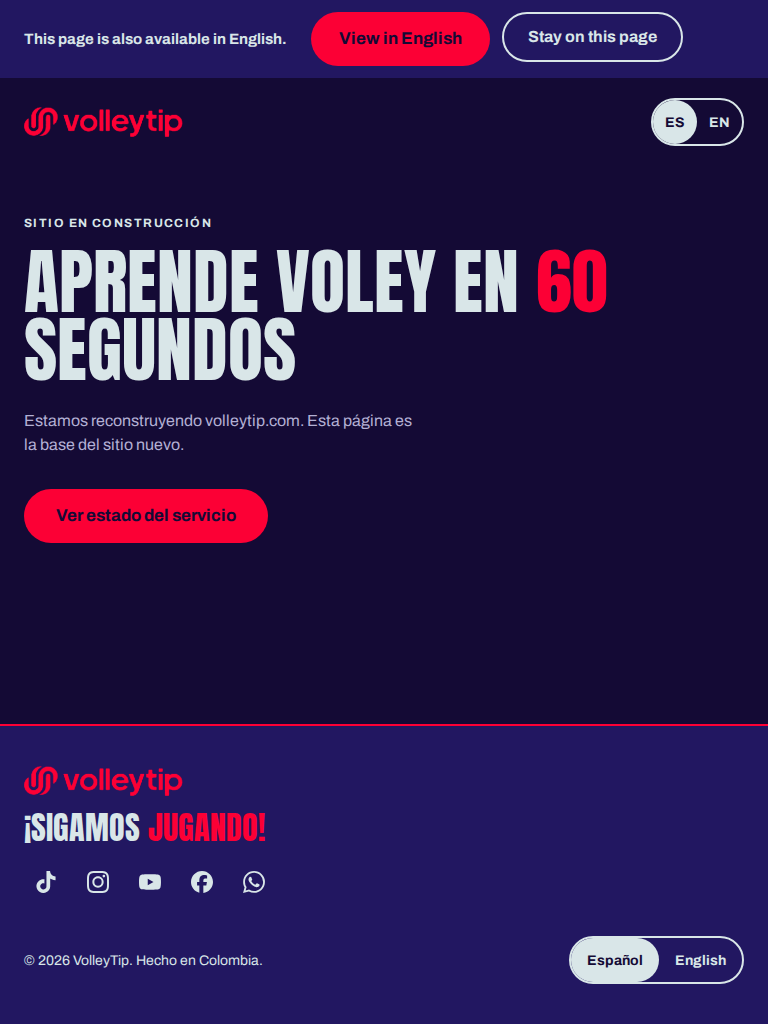 This page is also available in English.
View in English
Stay on this page
volleytip
ES
EN
SITIO EN CONSTRUCCIÓN
APRENDE VOLEY EN 60
SEGUNDOS
Estamos reconstruyendo volleytip.com. Esta página es
la base del sitio nuevo.
Ver estado del servicio
volleytip
¡SIGAMOS JUGANDO!
© 2026 VolleyTip. Hecho en Colombia.
Español
English